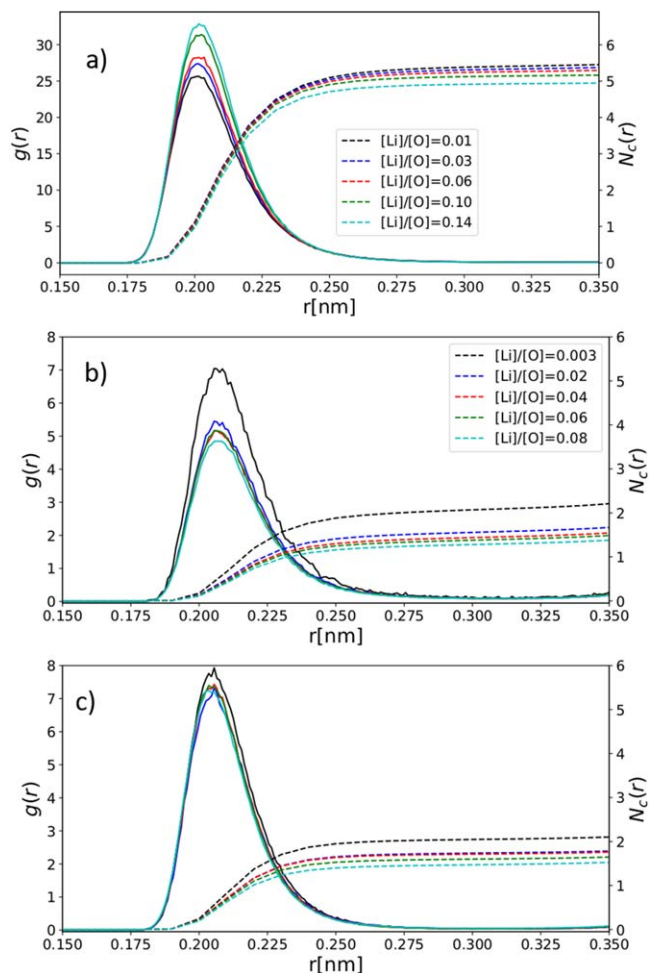 a)
g(r)
30
25
20
15
10
5
0
6
5
4
3
2
1
0
Nc(r)
[Li]/[O]=0.01
[Li]/[O]=0.03
[Li]/[O]=0.06
[Li]/[O]=0.10
[Li]/[O]=0.14
0.150 0.175 0.200 0.225 0.250 0.275 0.300 0.325 0.350
r[nm]
b)
g(r)
8
7
6
5
4
3
2
1
0
6
5
4
3
2
1
0
Nc(r)
[Li]/[O]=0.003
[Li]/[O]=0.02
[Li]/[O]=0.04
[Li]/[O]=0.06
[Li]/[O]=0.08
0.150 0.175 0.200 0.225 0.250 0.275 0.300 0.325 0.350
r[nm]
c)
g(r)
8
7
6
5
4
3
2
1
0
6
5
4
3
2
1
0
Nc(r)
0.150 0.175 0.200 0.225 0.250 0.275 0.300 0.325 0.350
r[nm]